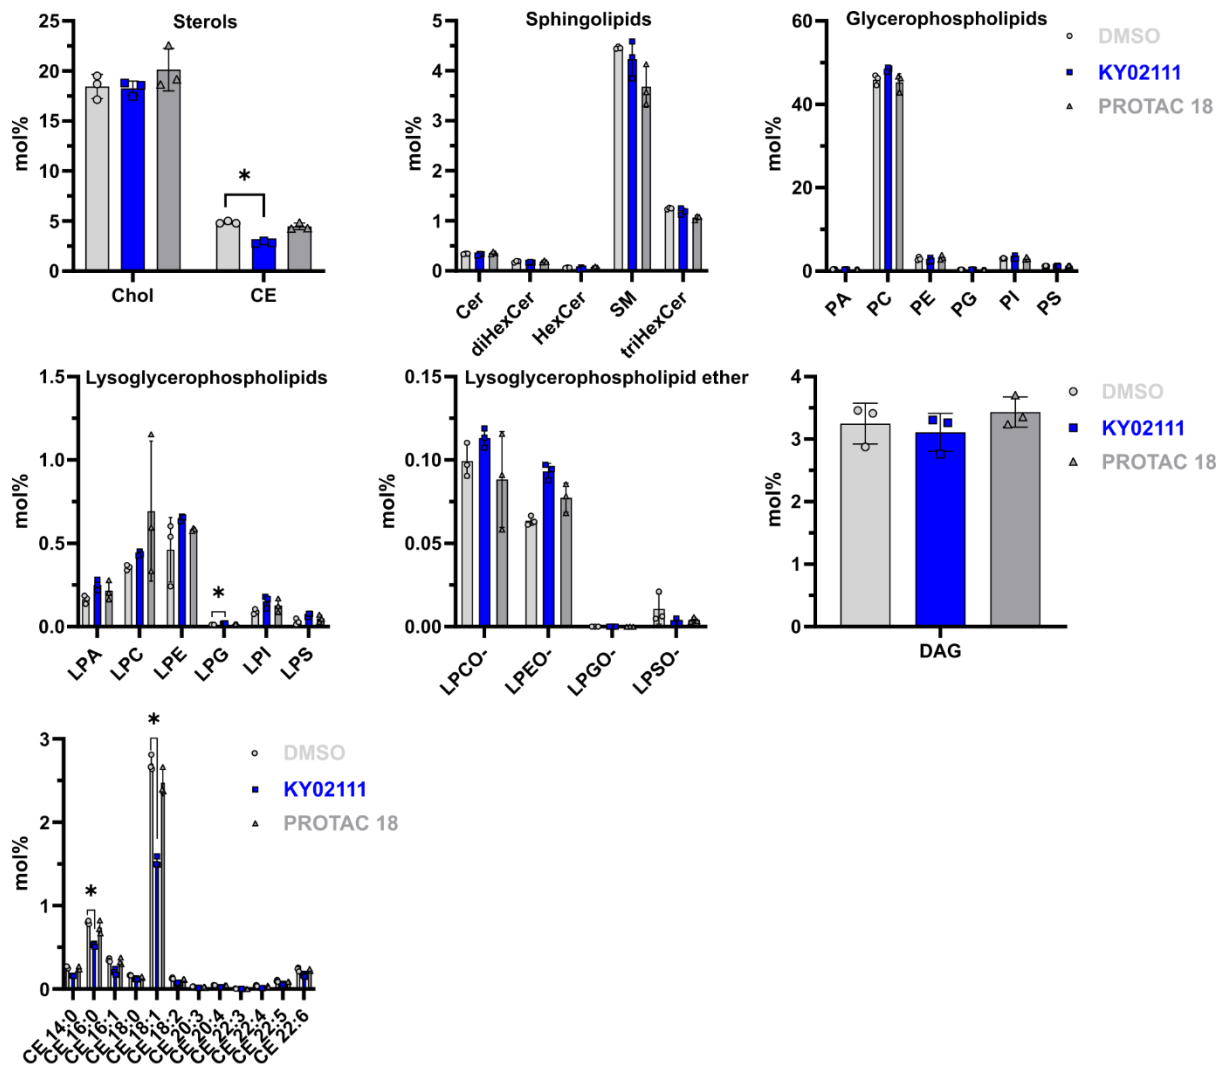 Sterols
25
20
15
10
5
0
mol%
*
Chol
CE
Sphingolipids
5
4
3
2
1
0
mol%
Cer
diHexCer
HexCer
SM
triHexCer
Glycerophospholipids
60
40
20
0
mol%
PA
PC
PE
PG
PI
PS
DMSO
KY02111
PROTAC 18
Lysoglycerophospholipids
1.5
1.0
0.5
0.0
mol%
*
LPA
LPC
LPE
LPG
LPI
LPS
Lysoglycerophospholipid ether
0.15
0.10
0.05
0.00
mol%
LPCO-
LPEO-
LPGO-
LPSO-
4
3
2
1
0
mol%
DAG
DMSO
KY02111
PROTAC 18
3
2
1
0
mol%
*
*
CE 14:0
CE 16:0
CE 16:1
CE 18:0
CE 18:1
CE 18:2
CE 20:3
CE 20:4
CE 22:3
CE 22:4
CE 22:5
CE 22:6
DMSO
KY02111
PROTAC 18